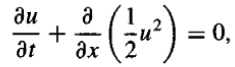 ∂u/∂t + ∂/∂x (1/2 u²) = 0,